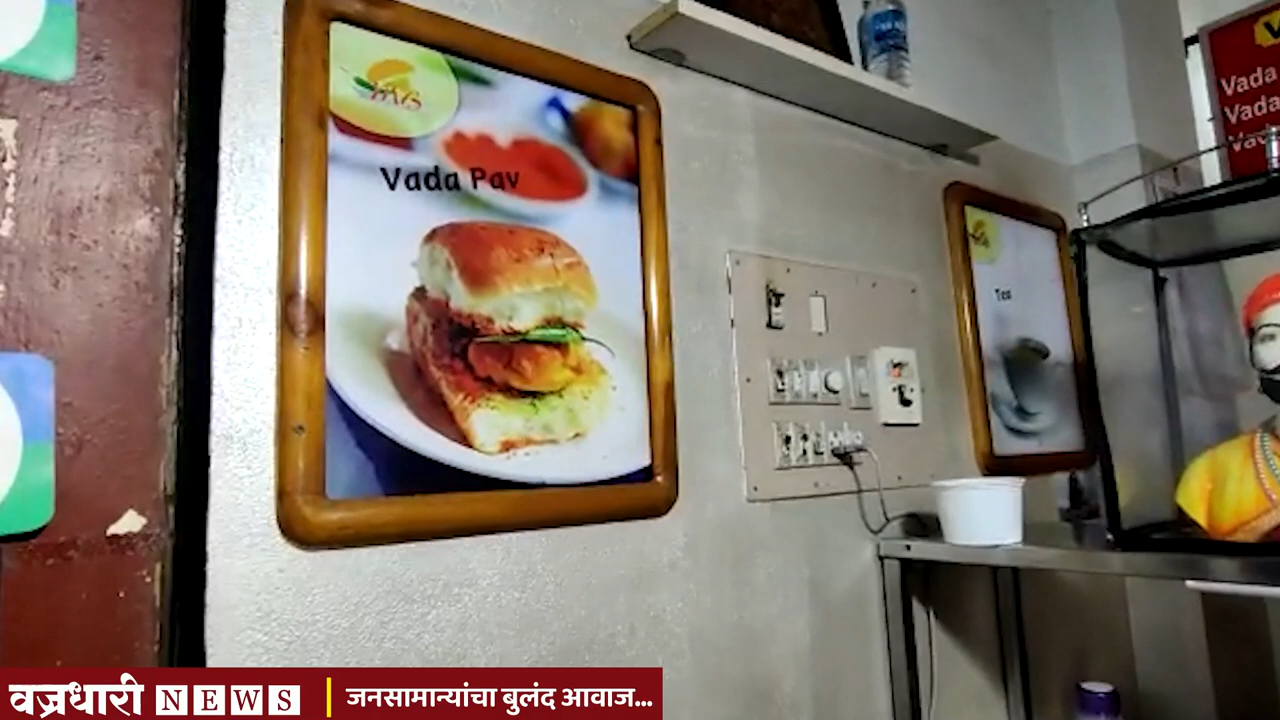 Vada Pav
Tea
Vada
Vada
वज्रधारी NEWS
जनसामान्यांचा बुलंद आवाज...